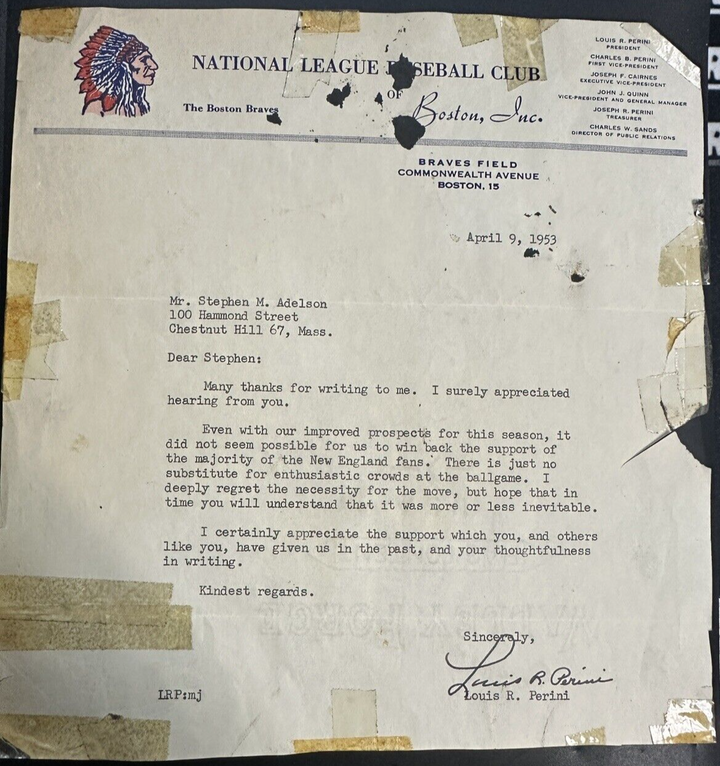 NATIONAL LEAGUE BASEBALL CLUB
OF
The Boston Braves
Boston, Inc.
LOUIS R. PERINI
PRESIDENT
CHARLES B. PERINI
FIRST VICE-PRESIDENT
JOSEPH F. CAIRNES
EXECUTIVE VICE-PRESIDENT
JOHN J. QUINN
VICE-PRESIDENT AND GENERAL MANAGER
JOSEPH R. PERINI
TREASURER
CHARLES W. SANDS
DIRECTOR OF PUBLIC RELATIONS
BRAVES FIELD
COMMONWEALTH AVENUE
BOSTON, 15
April 9, 1953
Mr. Stephen M. Adelson
100 Hammond Street
Chestnut Hill 67, Mass.
Dear Stephen:
Many thanks for writing to me. I surely appreciated
hearing from you.
Even with our improved prospects for this season, it
did not seem possible for us to win back the support of
the majority of the New England fans. There is just no
substitute for enthusiastic crowds at the ballgame. I
deeply regret the necessity for the move, but hope that in
time you will understand that it was more or less inevitable.
I certainly appreciate the support which you, and others
like you, have given us in the past, and your thoughtfulness
in writing.
Kindest regards.
Sincerely,
Louis R. Perini
Louis R. Perini
LRP:mj